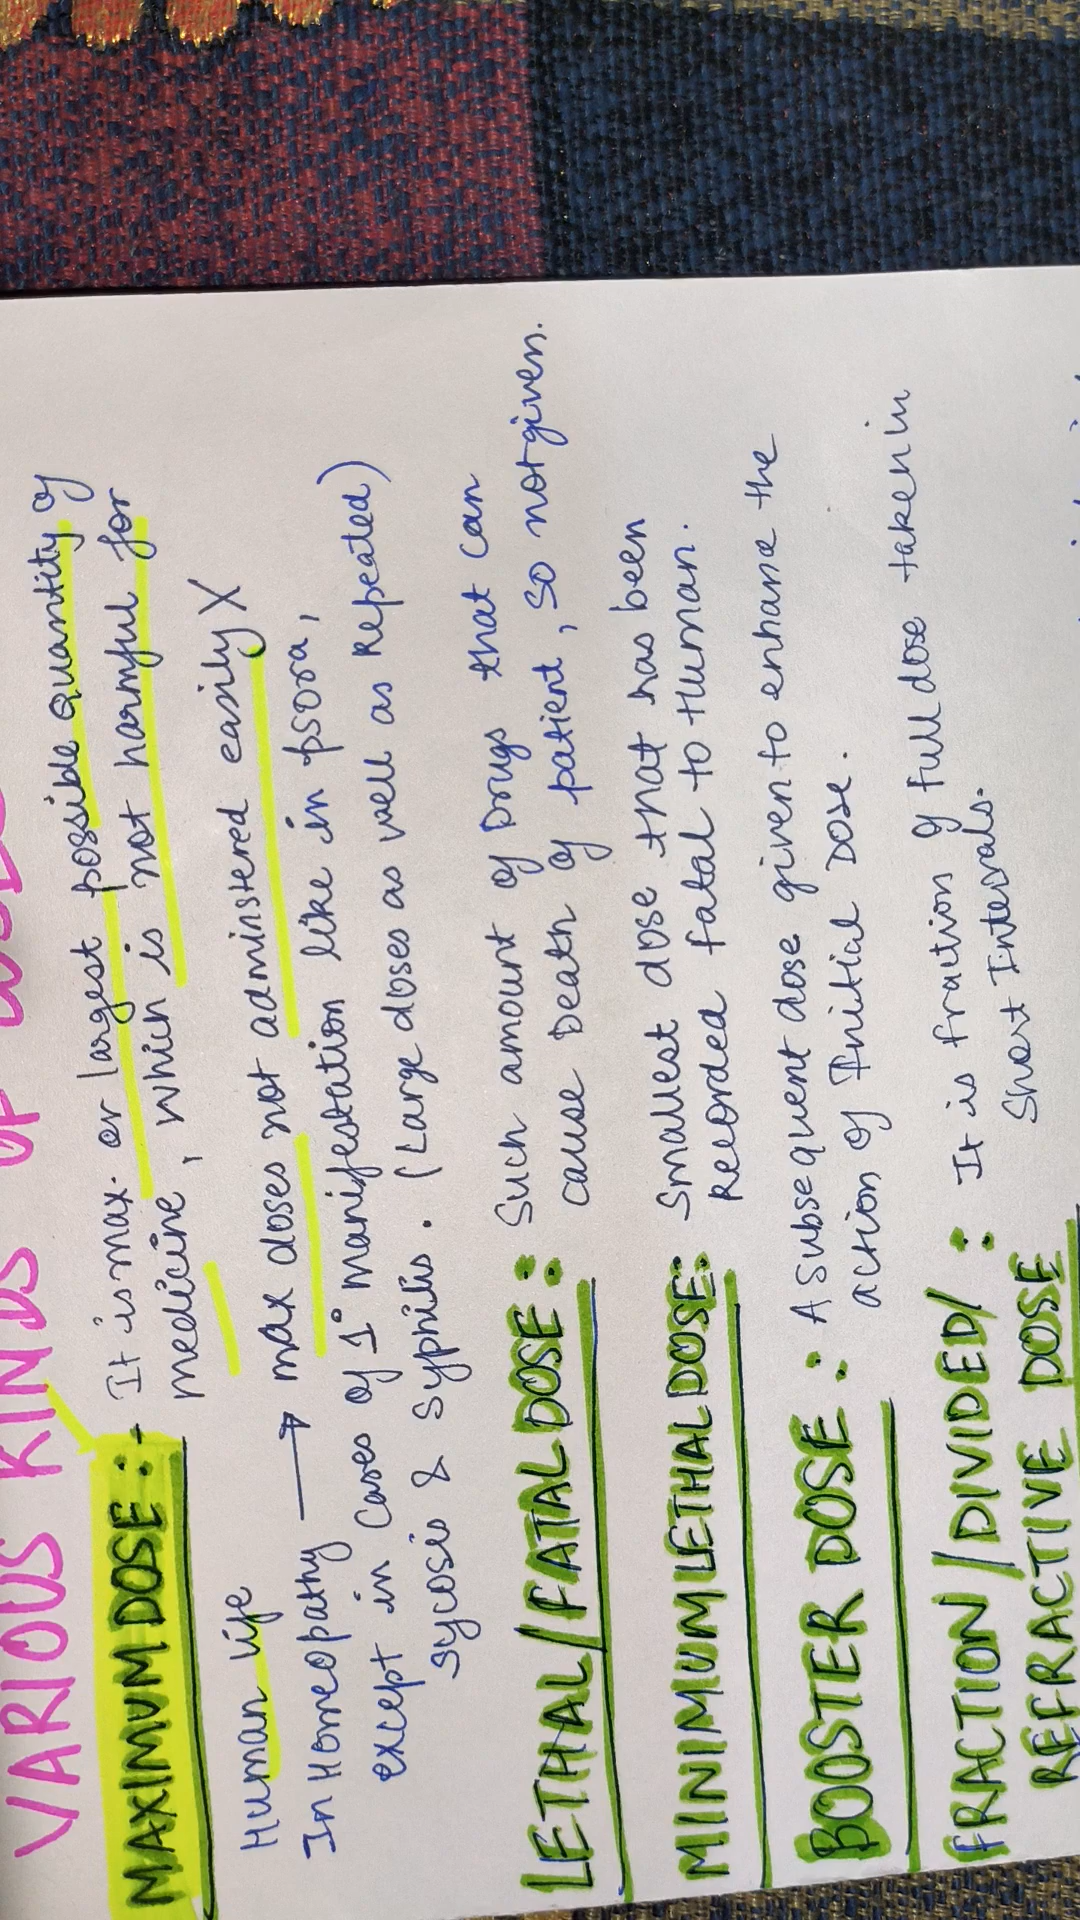 VARIOUS KINDS OF DOSE
MAXIMUM DOSE :- It is max. or largest possible quantity of
medicine, which is not harmful for
Human life
In Homeopathy → max doses not adminstered easily X
except in cases of 1° manifestation like in psora,
sycosis & syphilis. (Large doses as well as repeated)
LETHAL/FATAL DOSE : Such amount of Drugs that can
cause Death of patient, so not given.
MINIMIUM LETHAL DOSE: Smallest dose that has been
Recorded fatal to Human.
BOOSTER DOSE : A Subsequent dose given to enhance the
action of Initial Dose.
FRACTION/DIVIDED/ : It is fraction of full dose taken in
REFRACTIVE DOSE Short Intervals.